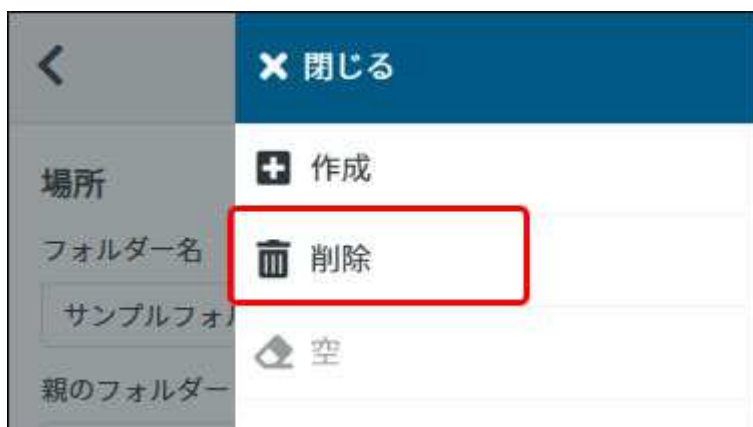 閉じる
作成
削除
空
場所
フォルダー名
サンプルフォル
親のフォルダー